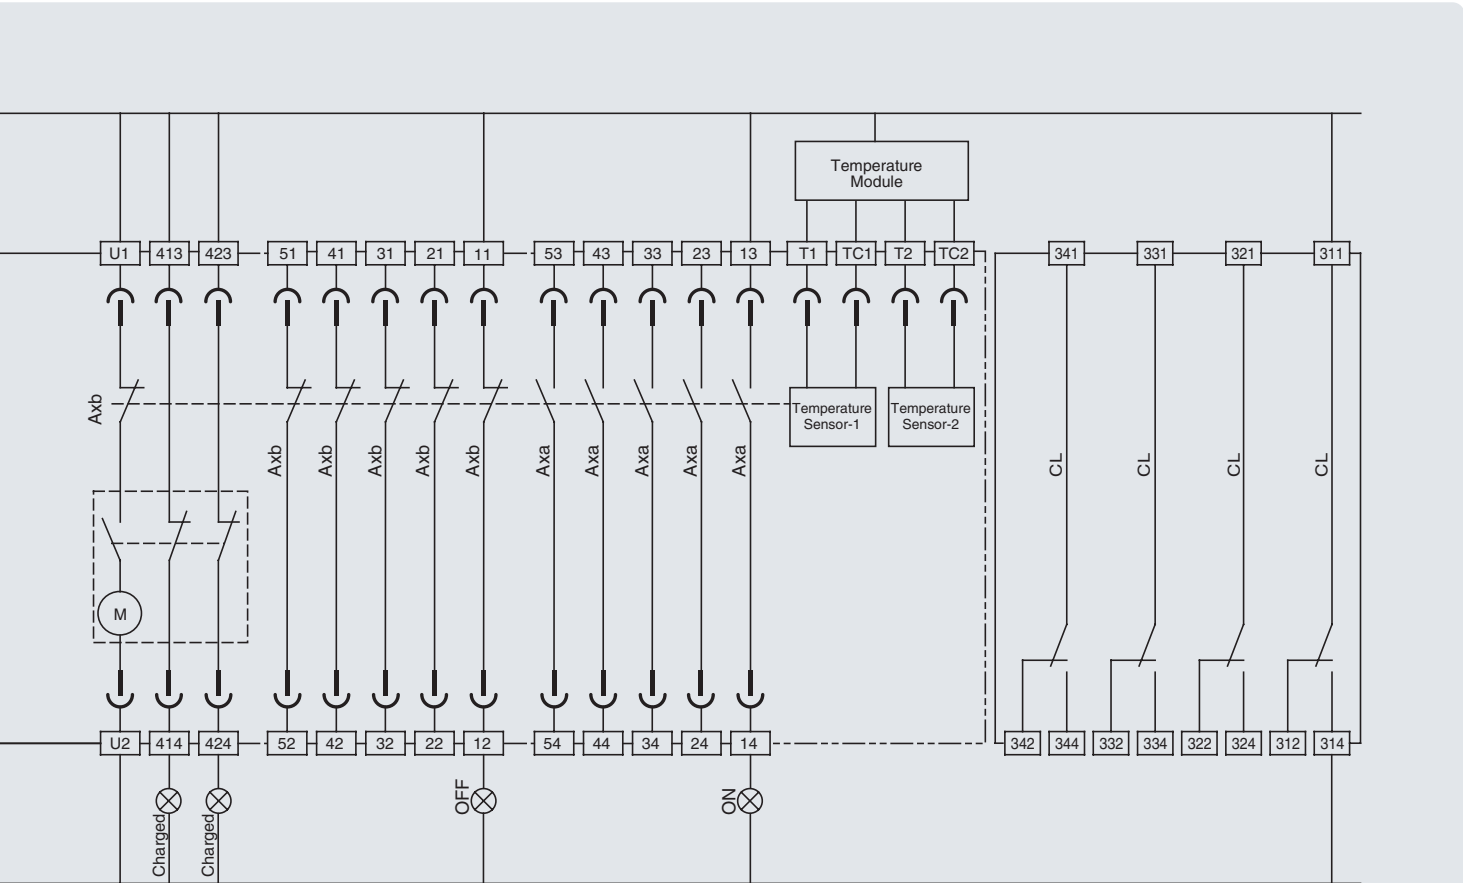 Temperature
Module
U1 413 423 51 41 31 21 11 53 43 33 23 13 T1 TC1 T2 TC2 341 331 321 311
Axb
Temperature
Sensor-1
Temperature
Sensor-2
Axb Axb Axb Axb Axb Axa Axa Axa Axa Axa CL CL CL CL
M
U2 414 424 52 42 32 22 12 54 44 34 24 14 342 344 332 334 322 324 312 314
OFF ON
Charged Charged